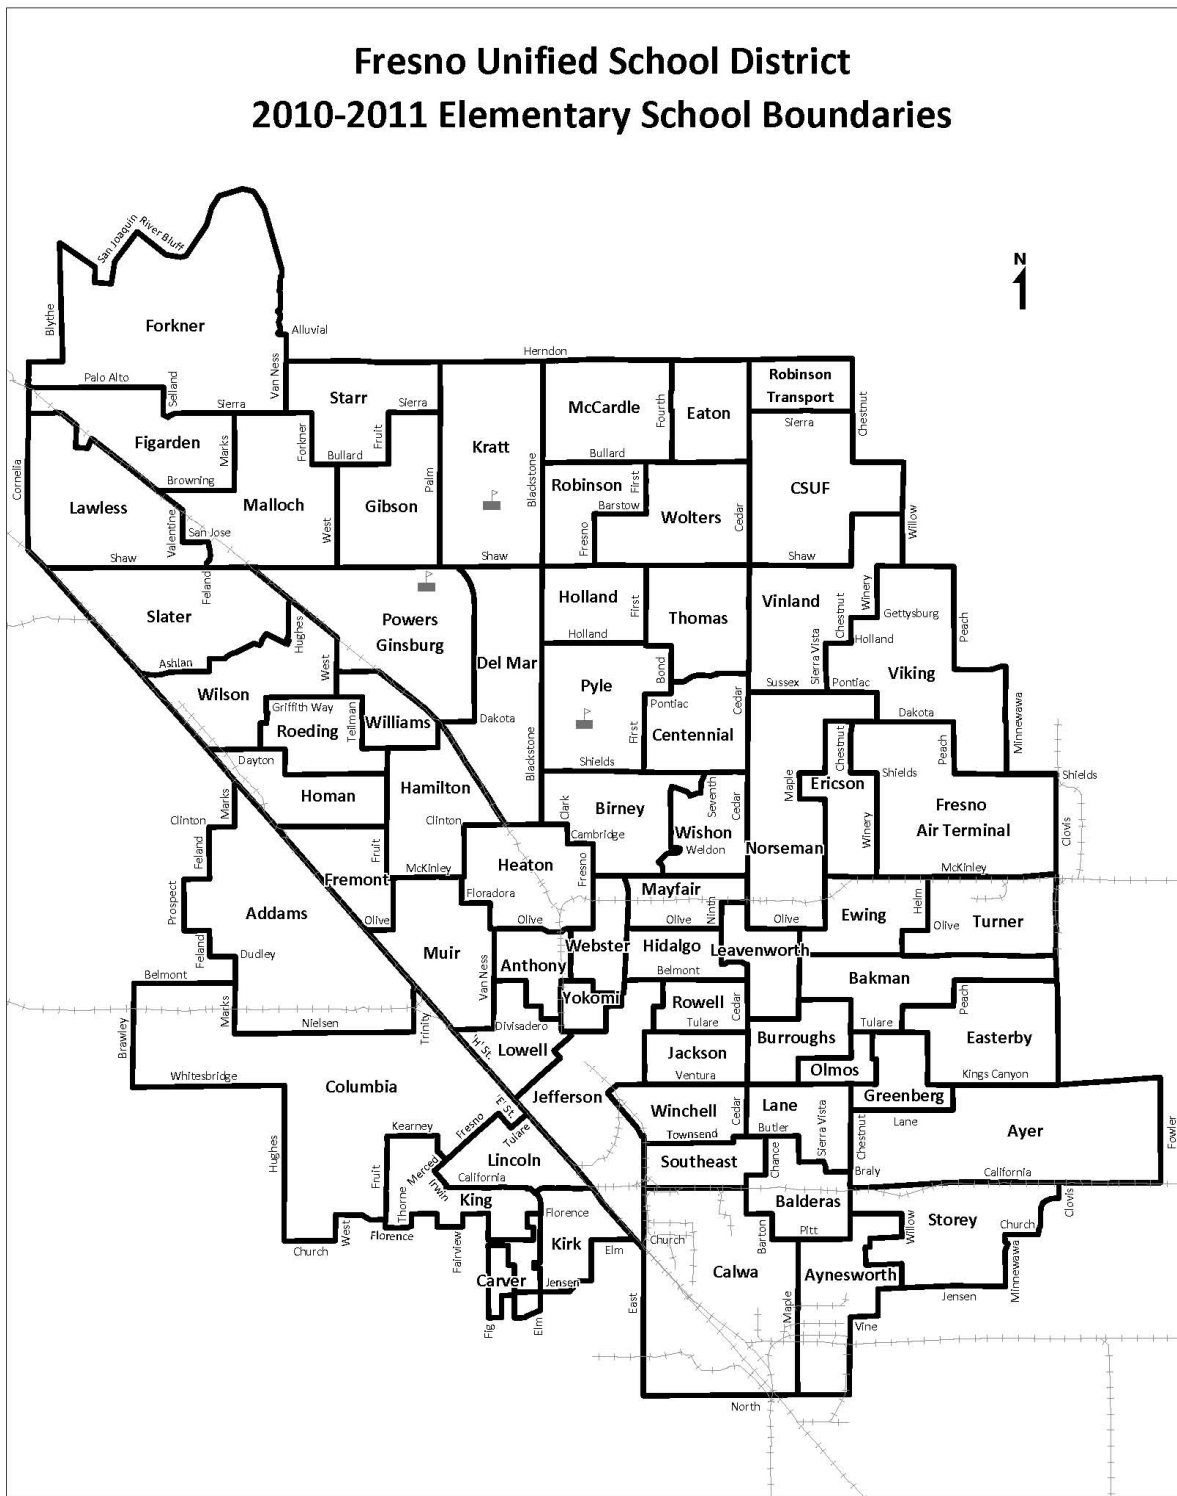 Fresno Unified School District
2010-2011 Elementary School Boundaries
N
San Joaquin
River Bluff
Blythe
Forkner
Alluvial
Van Ness
Herndon
Palo Alto
Selland
Sierra
Starr
Sierra
McCardle
Fourth
Eaton
Robinson
Transport
Sierra
Chestnut
Figarden
Marks
Forkner
Fruit
Bullard
Kratt
Bullard
Cornelia
Browning
Lawless
Malloch
Gibson
Palm
Blackstone
Robinson
First
Barstow
Wolters
Cedar
CSUF
Valentine
San Jose
West
Fresno
Willow
Shaw
Feland
Shaw
Shaw
Slater
Hughes
Powers
Ginsburg
Holland
First
Thomas
Vinland
Winery
Chestnut
Gettysburg
Peach
Holland
Holland
Ashlan
West
Del Mar
Pyle
Bond
Sierra Vista
Viking
Wilson
Griffith Way
Roeding
Teilman
Williams
Dakota
Pontiac
Cedar
Sussex
Pontiac
Dakota
Minnewawa
Dayton
Blackstone
Shields
First
Centennial
Chestnut
Peach
Shields
Shields
Homan
Hamilton
Clark
Birney
Seventh
Cedar
Maple
Ericson
Fresno
Air Terminal
Marks
Clinton
Clinton
Cambridge
Wishon
Weldon
Norseman
Winery
Clovis
Feland
Fruit
McKinley
Heaton
Fresno
McKinley
Fremont
Floradora
Mayfair
Prospect
Addams
Olive
Olive
Olive
Ninth
Olive
Ewing
Helm
Olive
Turner
Muir
Van Ness
Anthony
Webster
Hidalgo
Leavenworth
Feland
Dudley
Belmont
Belmont
Bakman
Marks
Yokomi
Rowell
Cedar
Tulare
Tulare
Peach
Brawley
Nielsen
Trinity
Divisadero
'H' St.
Lowell
Jackson
Ventura
Burroughs
Olmos
Easterby
Kings Canyon
Whitesbridge
Columbia
'E' St.
Jefferson
Winchell
Cedar
Townsend
Lane
Butler
Sierra Vista
Greenberg
Chestnut
Lane
Ayer
Fowler
Kearney
Fresno
Tulare
Hughes
Merced
Irwin
Lincoln
California
Southeast
Chance
Braly
California
Fruit
Thorne
King
Balderas
Clovis
West
Florence
Fairview
Florence
Church
Kirk
Elm
Church
Barton
Pitt
Willow
Storey
Church
Carver
Jensen
Calwa
Aynesworth
Jensen
Minnewawa
Fig
Elm
East
Maple
Vine
North